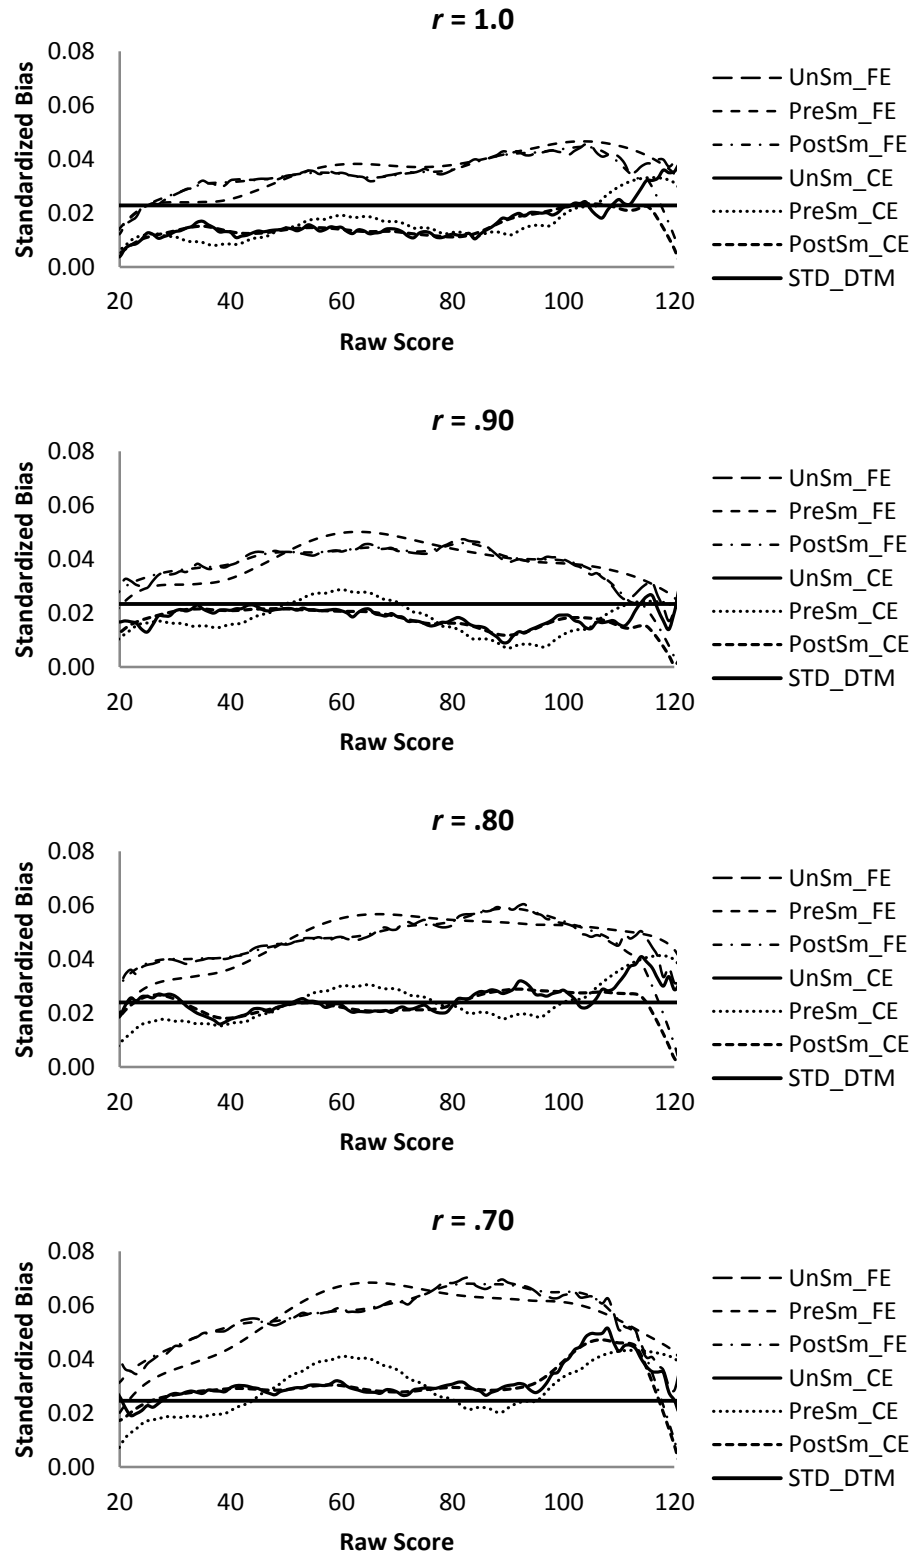 r = 1.0
Standardized Bias
0.08
0.06
0.04
0.02
0.00
20 40 60 80 100 120
Raw Score
UnSm_FE
PreSm_FE
PostSm_FE
UnSm_CE
PreSm_CE
PostSm_CE
STD_DTM
r = .90
Standardized Bias
0.08
0.06
0.04
0.02
0.00
20 40 60 80 100 120
Raw Score
UnSm_FE
PreSm_FE
PostSm_FE
UnSm_CE
PreSm_CE
PostSm_CE
STD_DTM
r = .80
Standardized Bias
0.08
0.06
0.04
0.02
0.00
20 40 60 80 100 120
Raw Score
UnSm_FE
PreSm_FE
PostSm_FE
UnSm_CE
PreSm_CE
PostSm_CE
STD_DTM
r = .70
Standardized Bias
0.08
0.06
0.04
0.02
0.00
20 40 60 80 100 120
Raw Score
UnSm_FE
PreSm_FE
PostSm_FE
UnSm_CE
PreSm_CE
PostSm_CE
STD_DTM